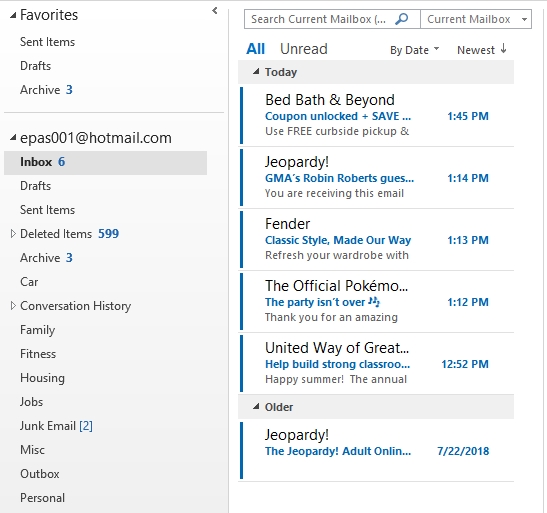 Favorites
Sent Items
Drafts
Archive 3
epas001@hotmail.com
Inbox 6
Drafts
Sent Items
Deleted Items 599
Archive 3
Car
Conversation History
Family
Fitness
Housing
Jobs
Junk Email [2]
Misc
Outbox
Personal
Search Current Mailbox (... Current Mailbox
All Unread By Date Newest ↓
Today
Bed Bath & Beyond
Coupon unlocked + SAVE ... 1:45 PM
Use FREE curbside pickup &
Jeopardy!
GMA's Robin Roberts gues... 1:14 PM
You are receiving this email
Fender
Classic Style, Made Our Way 1:13 PM
Refresh your wardrobe with
The Official Pokémo...
The party isn't over 🎶 1:12 PM
Thank you for an amazing
United Way of Great...
Help build strong classroo... 12:52 PM
Happy summer! The annual
Older
Jeopardy!
The Jeopardy! Adult Onlin... 7/22/2018